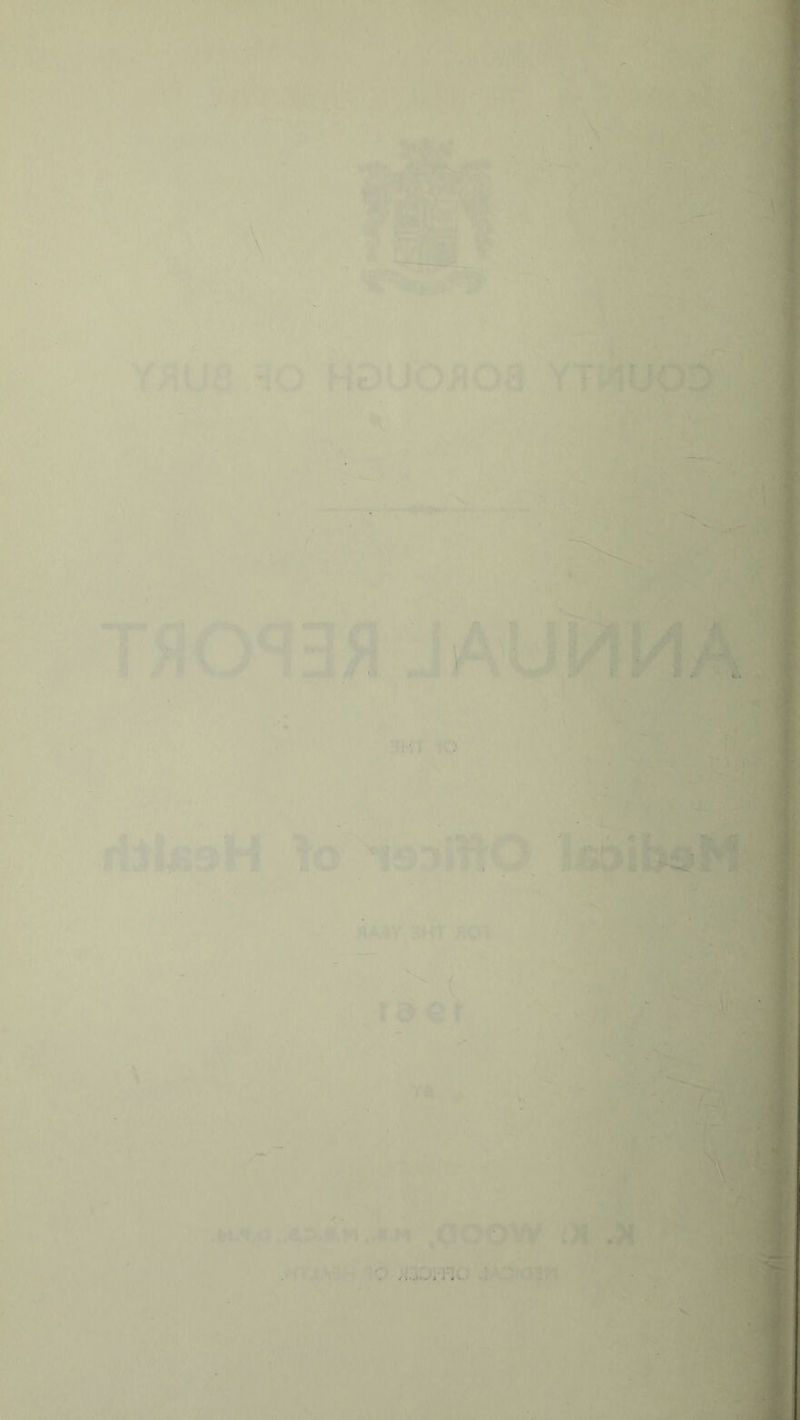 COUNTY BOROUGH OF BURY
ANNUAL REPORT
OF THE
Medical Officer of Health
FOR THE YEAR
1961
BY
K. K. WOOD, M.B., M.R.C.S., D.P.H.
MEDICAL OFFICER OF HEALTH.